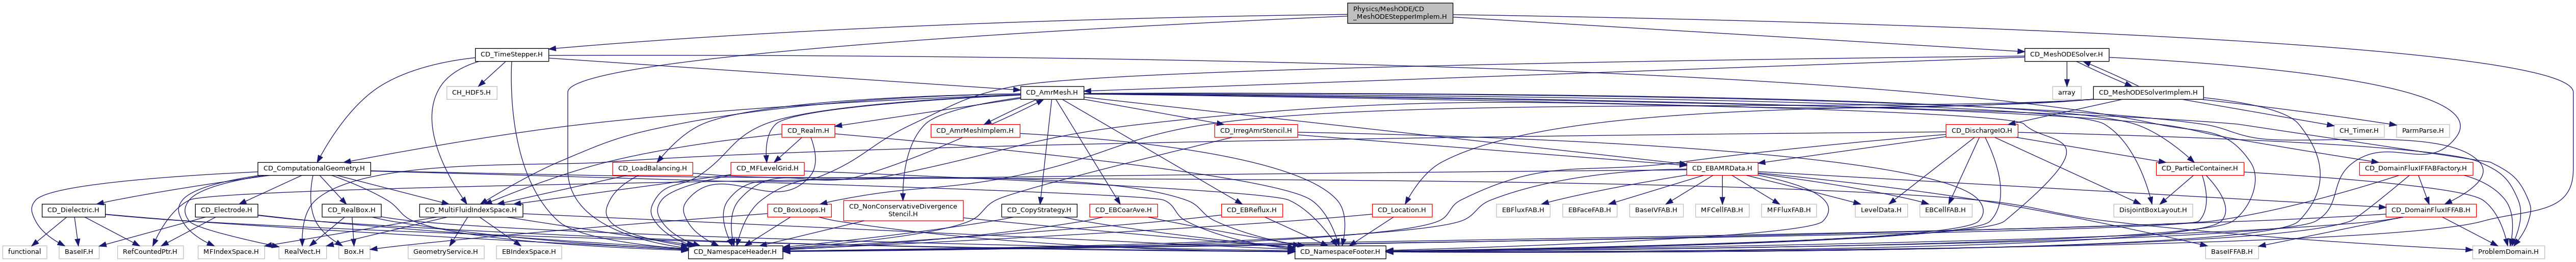 Physics/MeshODE/CD
_MeshODEStepperImplem.H
CD_TimeStepper.H
CD_MeshODESolver.H
CH_HDF5.H
CD_AmrMesh.H
array
CD_MeshODESolverImplem.H
CD_Realm.H
CD_AmrMeshImplem.H
CD_IrregAmrStencil.H
CD_DischargeIO.H
CH_Timer.H
ParmParse.H
CD_ComputationalGeometry.H
CD_LoadBalancing.H
CD_MFLevelGrid.H
CD_EBAMRData.H
CD_ParticleContainer.H
CD_DomainFluxIFFABFactory.H
CD_Dielectric.H
CD_Electrode.H
CD_RealBox.H
CD_MultiFluidIndexSpace.H
CD_BoxLoops.H
CD_NonConservativeDivergence
Stencil.H
CD_CopyStrategy.H
CD_EBCoarAve.H
CD_EBReflux.H
CD_Location.H
EBFluxFAB.H
EBFaceFAB.H
BaseIVFAB.H
MFCellFAB.H
MFFluxFAB.H
LevelData.H
EBCellFAB.H
DisjointBoxLayout.H
CD_DomainFluxIFFAB.H
functional
BaseIF.H
RefCountedPtr.H
MFIndexSpace.H
RealVect.H
Box.H
GeometryService.H
EBIndexSpace.H
CD_NamespaceHeader.H
CD_NamespaceFooter.H
BaseIFFAB.H
ProblemDomain.H